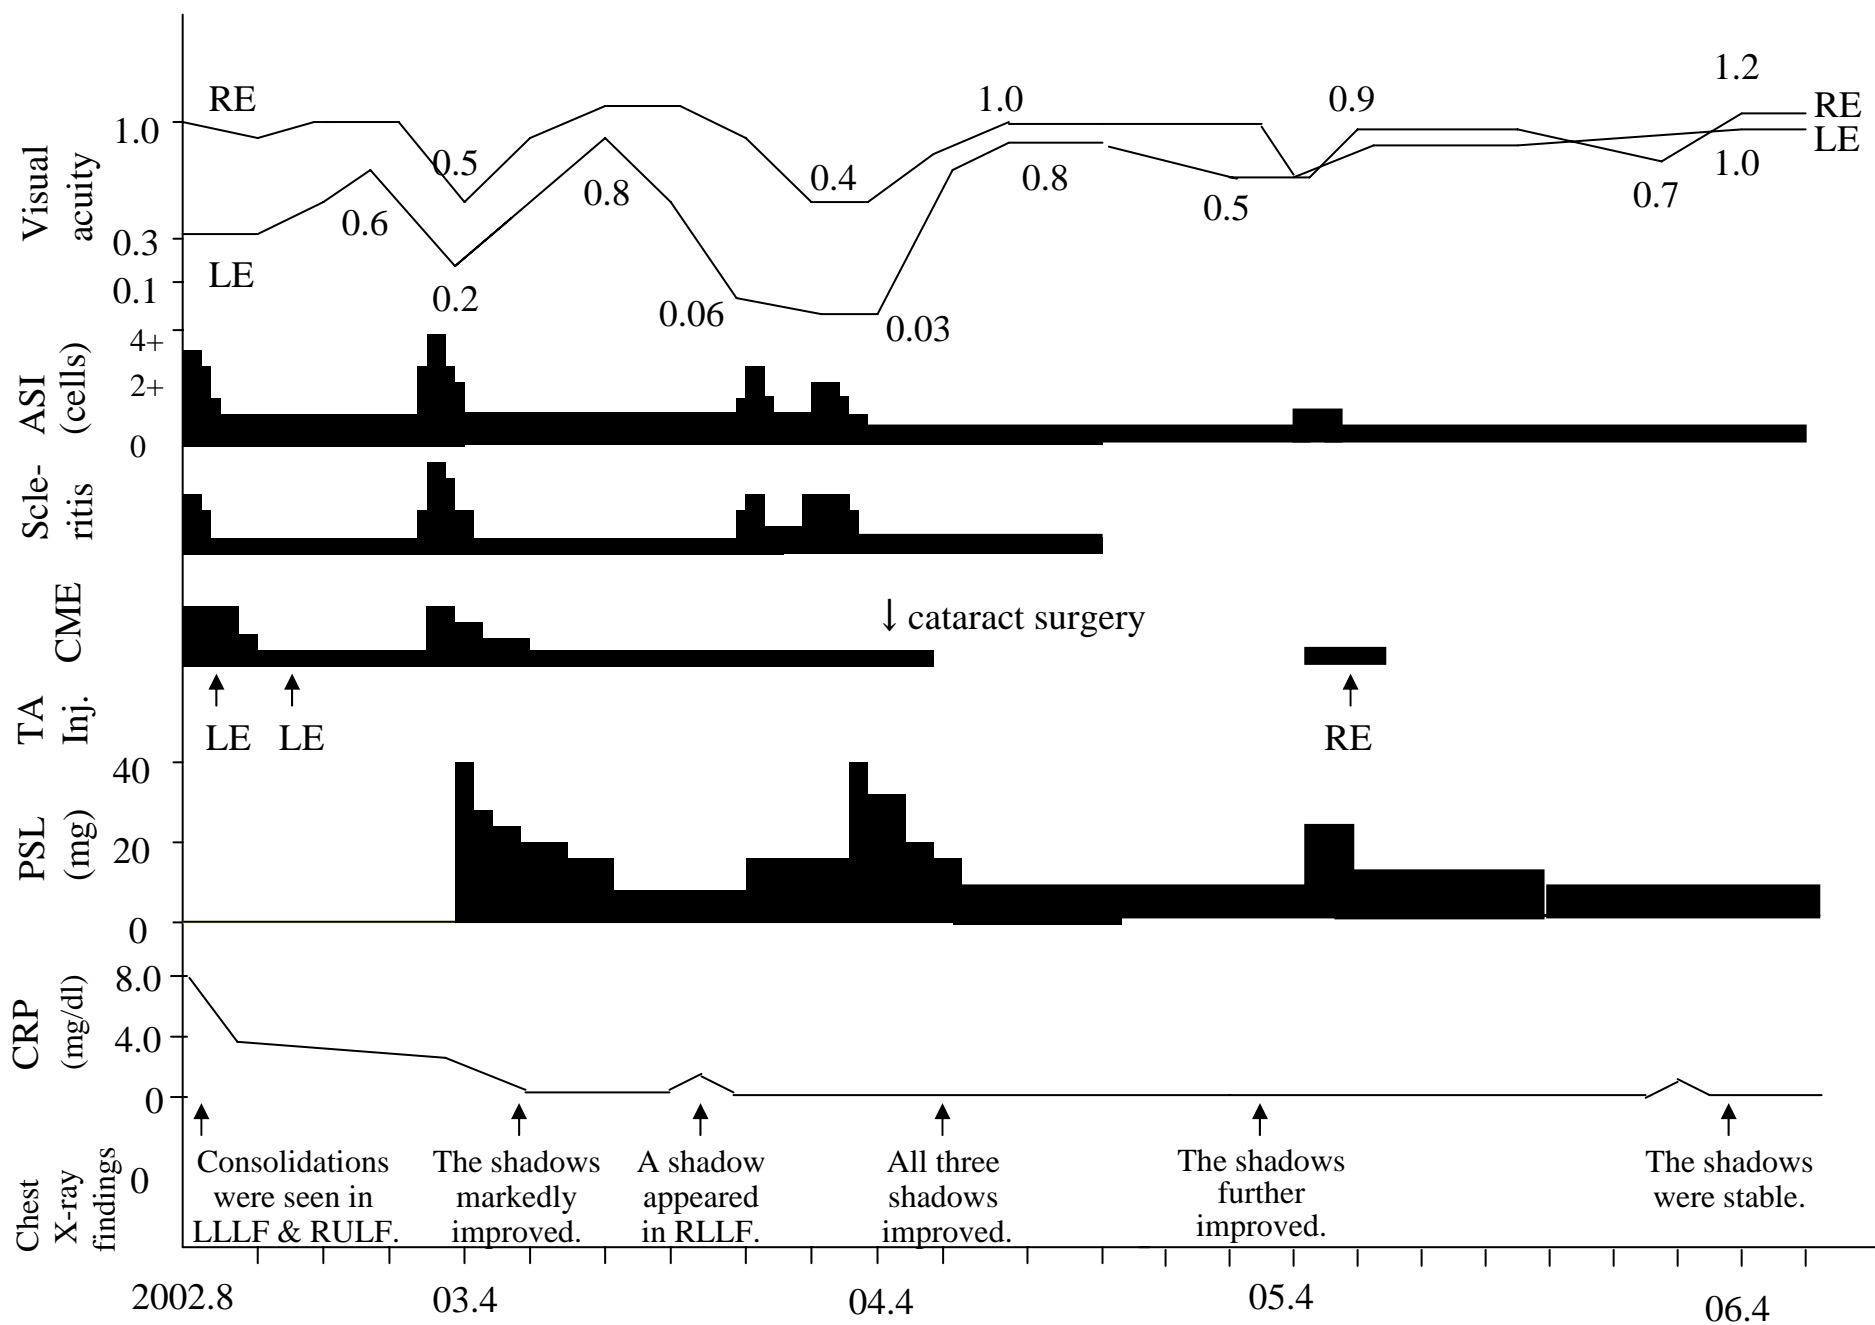 Visual
acuity
1.0
0.3
0.1
RE
LE
0.5
0.6
0.2
0.8
0.06
0.4
0.03
1.0
0.8
0.5
0.9
0.7
1.2
1.0
RE
LE
ASI
(cells)
4+
2+
0
Scle-
ritis
CME
↓ cataract surgery
TA
Inj.
LE
LE
RE
PSL
(mg)
40
20
0
CRP
(mg/dl)
8.0
4.0
0
Chest
X-ray
findings
0
Consolidations
were seen in
LLLF & RULF.
The shadows
markedly
improved.
A shadow
appeared
in RLLF.
All three
shadows
improved.
The shadows
further
improved.
The shadows
were stable.
2002.8
03.4
04.4
05.4
06.4